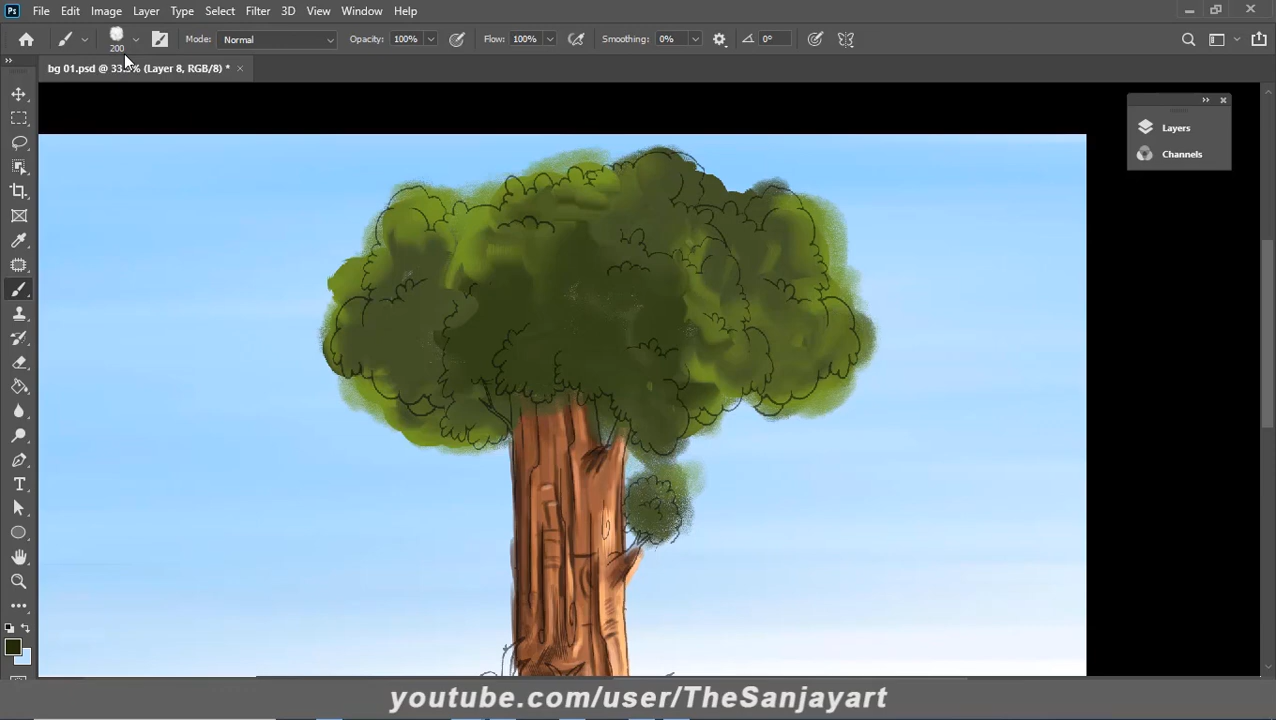 Ps File Edit Image Layer Type Select Filter 3D View Window Help
200 Mode: Normal Opacity: 100% Flow: 100% Smoothing: 0% 0°
bg 01.psd @ 33. % (Layer 8, RGB/8) * ×
Layers
Channels
T
youtube.com/user/TheSanjayart